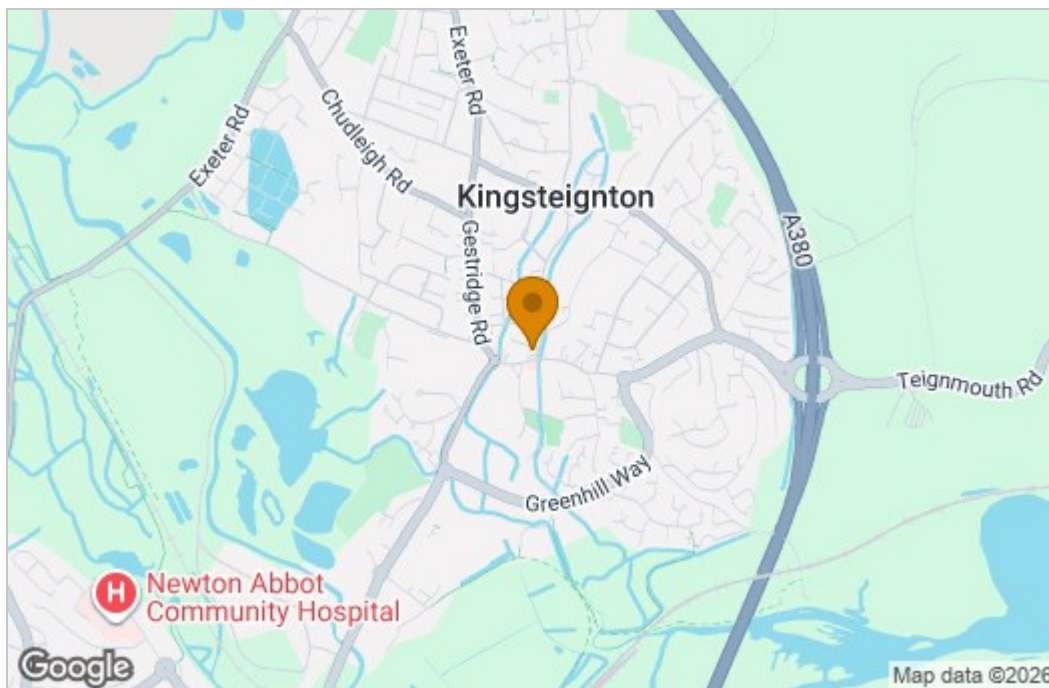 Exeter Rd
Exeter Rd
Chudleigh Rd
Kingsteignton
Gestridge Rd
A380
Teignmouth Rd
Greenhill Way
H
Newton Abbot
Community Hospital
Google
Map data ©2026